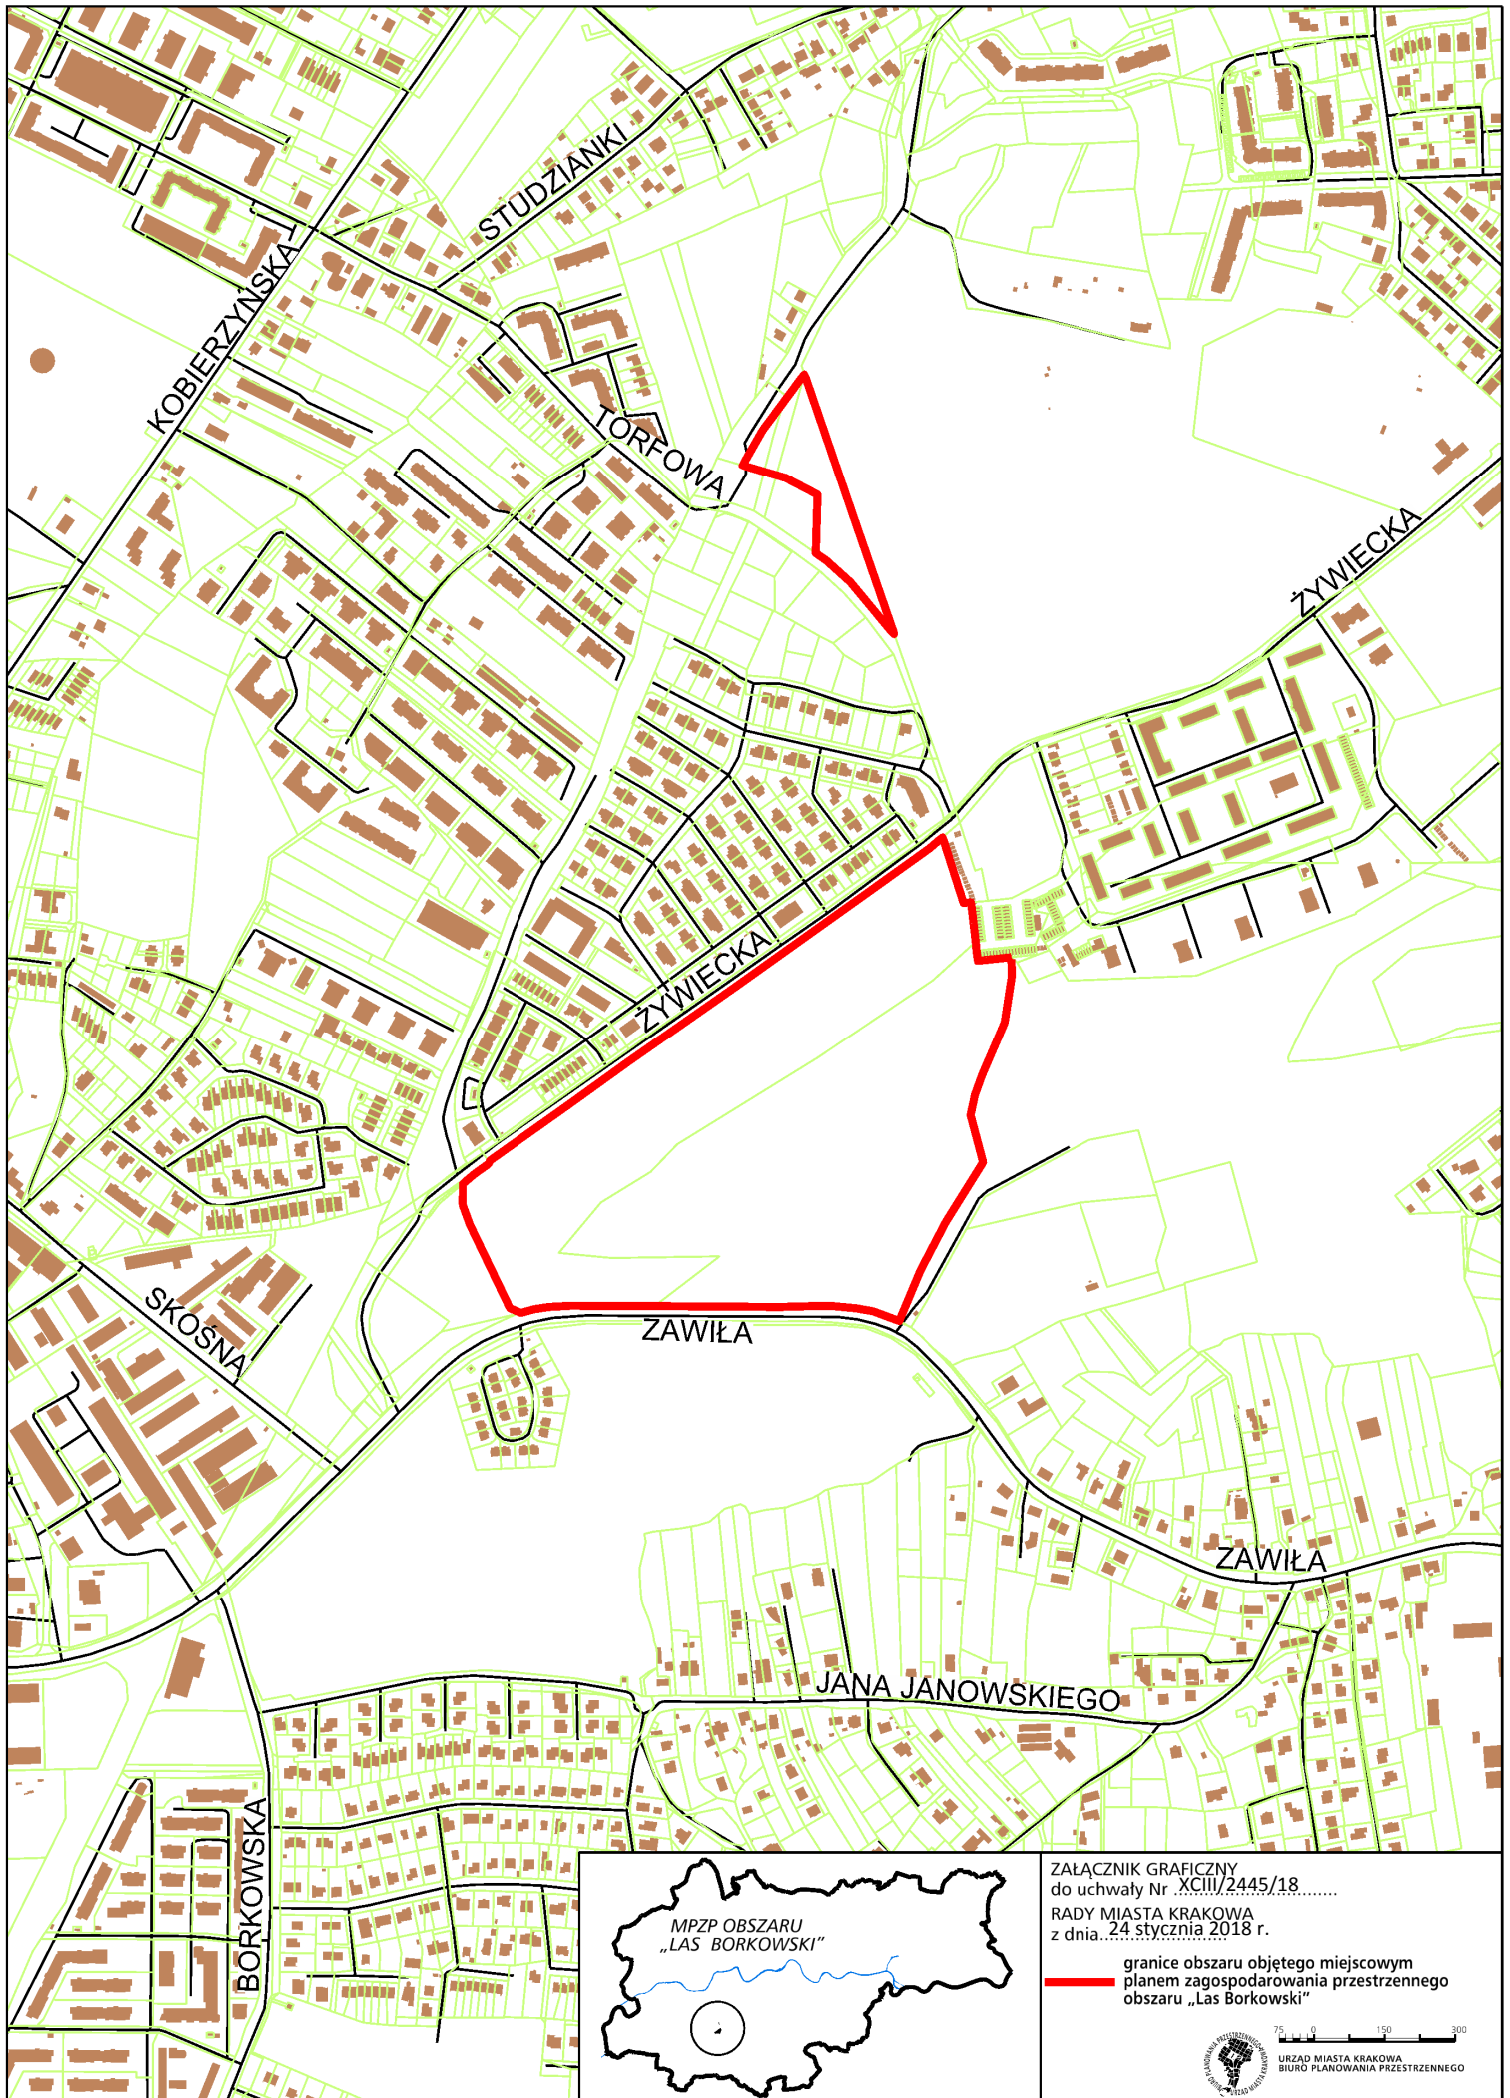 STUDZIANKI
KOBIERZYŃSKA
TORFOWA
ŻYWIECKA
ŻYWIECKA
SKOŚNA
ZAWIŁA
ZAWIŁA
JANA JANOWSKIEGO
BORKOWSKA
MPZP OBSZARU
„LAS BORKOWSKI”
ZAŁĄCZNIK GRAFICZNY
do uchwały Nr XCIII/2445/18
RADY MIASTA KRAKOWA
z dnia 24 stycznia 2018 r.
granice obszaru objętego miejscowym
planem zagospodarowania przestrzennego
obszaru „Las Borkowski”
75 0 150 300
URZĄD MIASTA KRAKOWA
BIURO PLANOWANIA PRZESTRZENNEGO